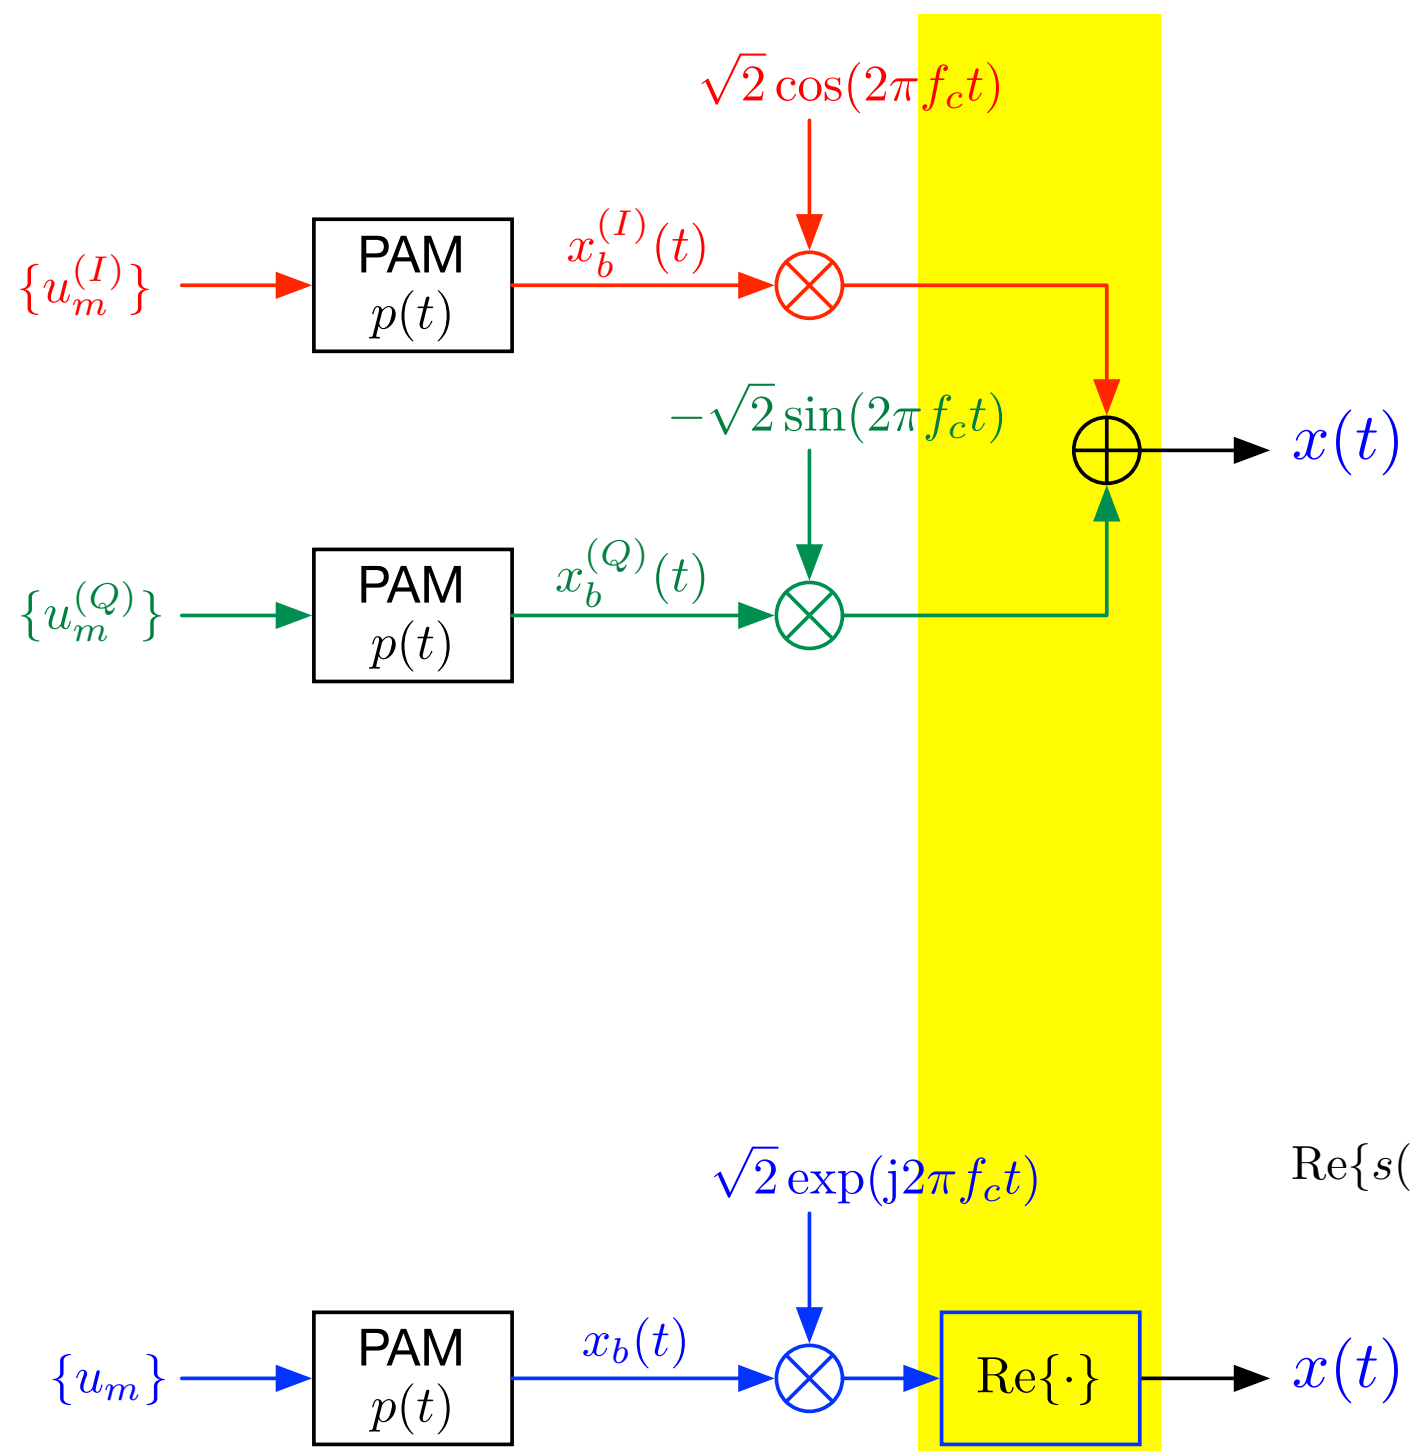 √2 cos(2πf_c t)
{u_m^(I)}
PAM
p(t)
x_b^(I)(t)
−√2 sin(2πf_c t)
x(t)
{u_m^(Q)}
PAM
p(t)
x_b^(Q)(t)
√2 exp(j2πf_c t)
Re{s(
{u_m}
PAM
p(t)
x_b(t)
Re{·}
x(t)